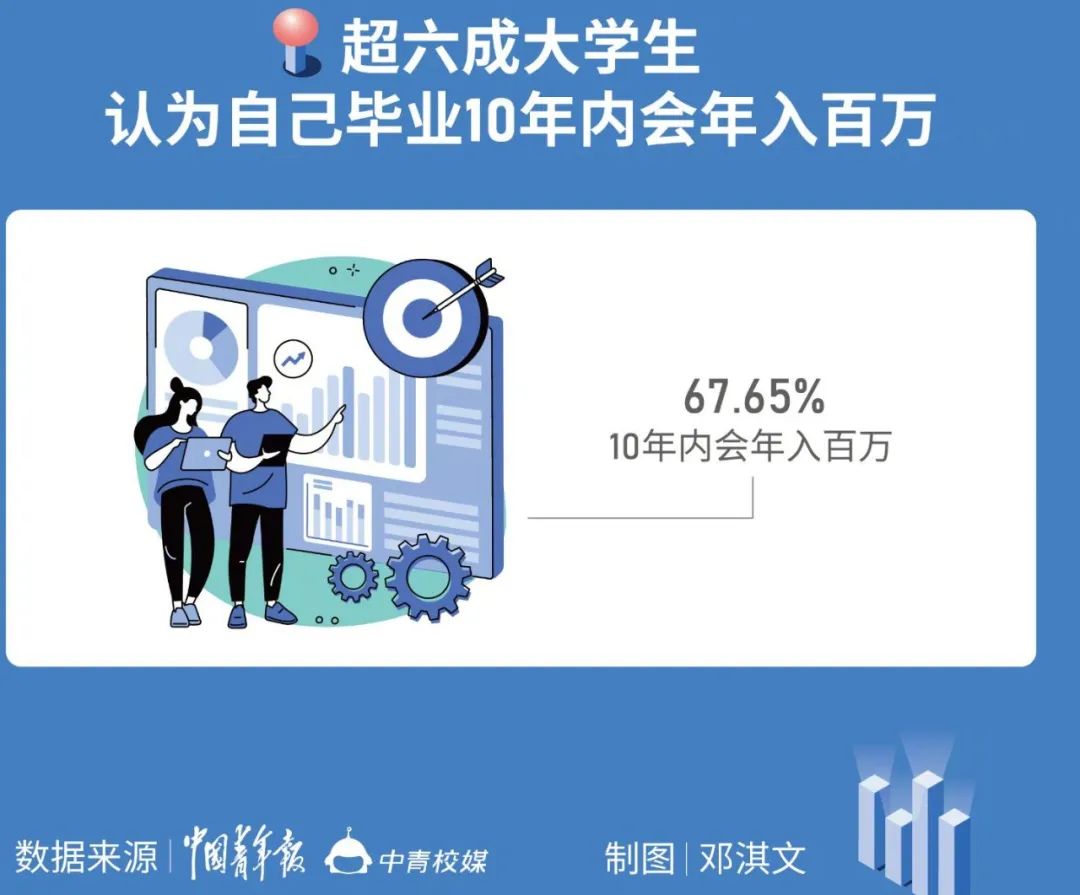 超六成大学生
认为自己毕业10年内会年入百万
67.65%
10年内会年入百万
数据来源|中国青年报 中青校媒
制图|邓淇文